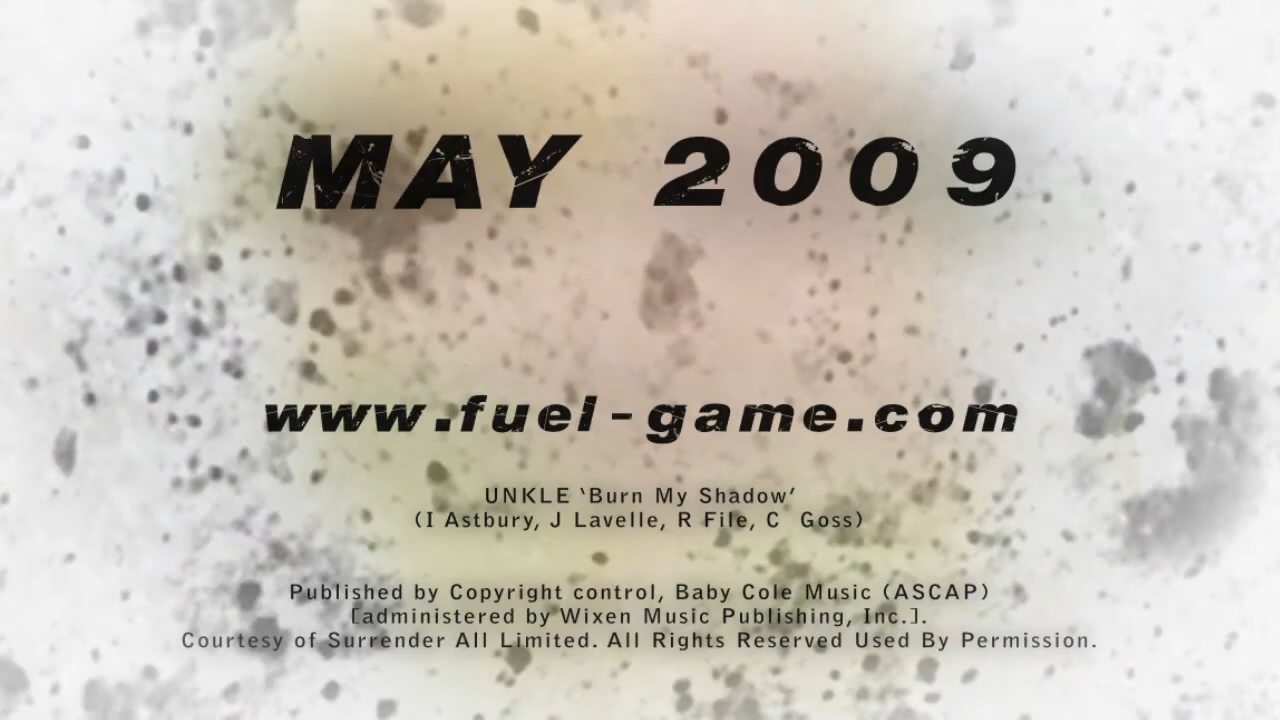 MAY 2009
www.fuel-game.com
UNKLE ‵Burn My Shadow′
(I Astbury, J Lavelle, R File, C  Goss)
Published by Copyright control, Baby Cole Music (ASCAP)
[administered by Wixen Music Publishing, Inc.].
Courtesy of Surrender All Limited. All Rights Reserved Used By Permission.